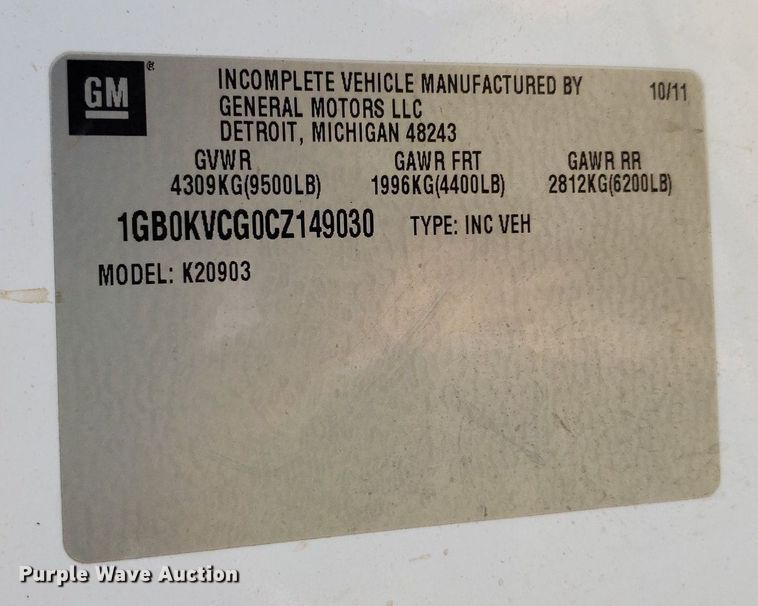 GM®
INCOMPLETE VEHICLE MANUFACTURED BY 10/11
GENERAL MOTORS LLC
DETROIT, MICHIGAN 48243
GVWR GAWR FRT GAWR RR
4309KG(9500LB) 1996KG(4400LB) 2812KG(6200LB)
1GB0KVCG0CZ149030 TYPE: INC VEH
MODEL: K20903
Purple Wave Auction